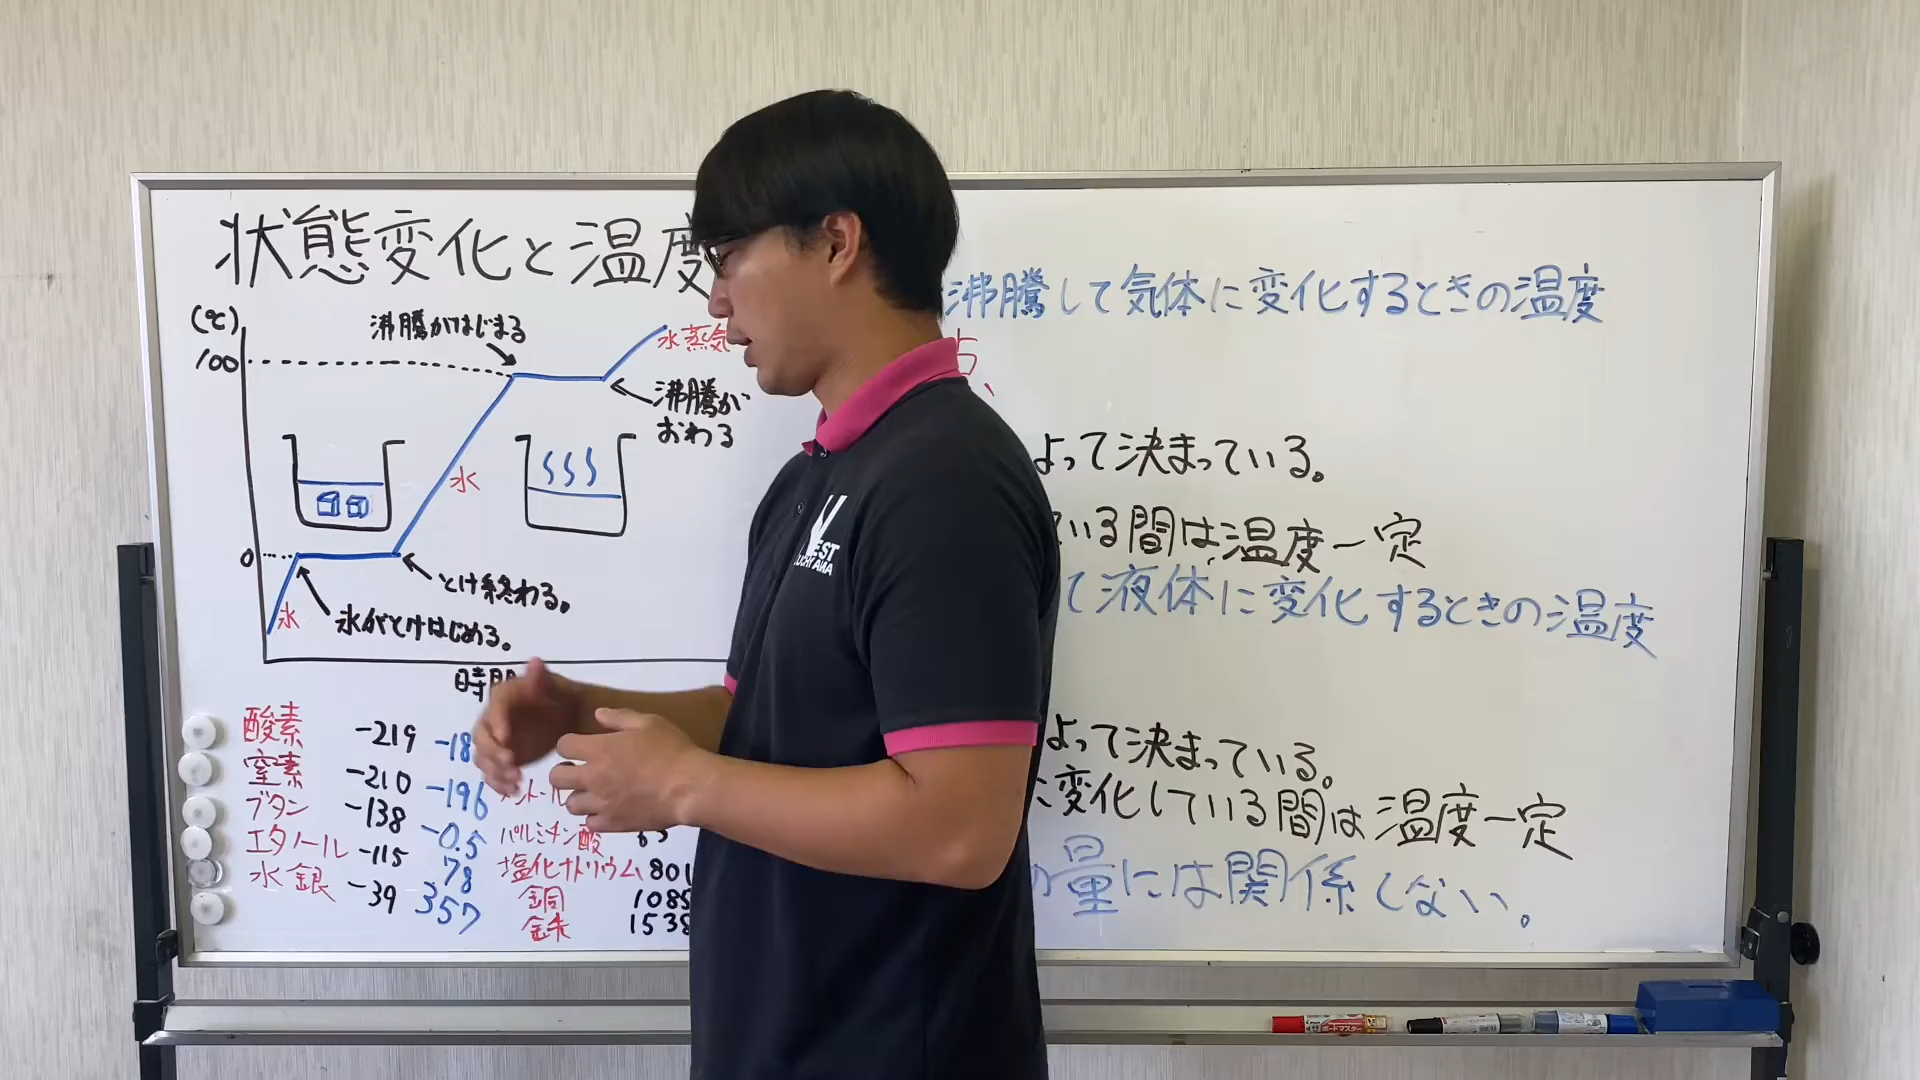 状態変化と温度
(℃)
沸騰がはじまる
100
水蒸気
沸騰が
おわる
水
0
とけ終わる。
氷
氷がとけはじめる。
時間
酸素 -219 -18
窒素 -210 -196
ブタン -138 -0.5
エタノール -115 78
水銀 -39 357
パルミチン酸 63
塩化ナトリウム 801
銅 1085
鉄 1538
沸騰して気体に変化するときの温度
よって決まっている。
ている間は温度一定
て液体に変化するときの温度
よって決まっている。
に変化している間は温度一定
の量には関係しない。
EST